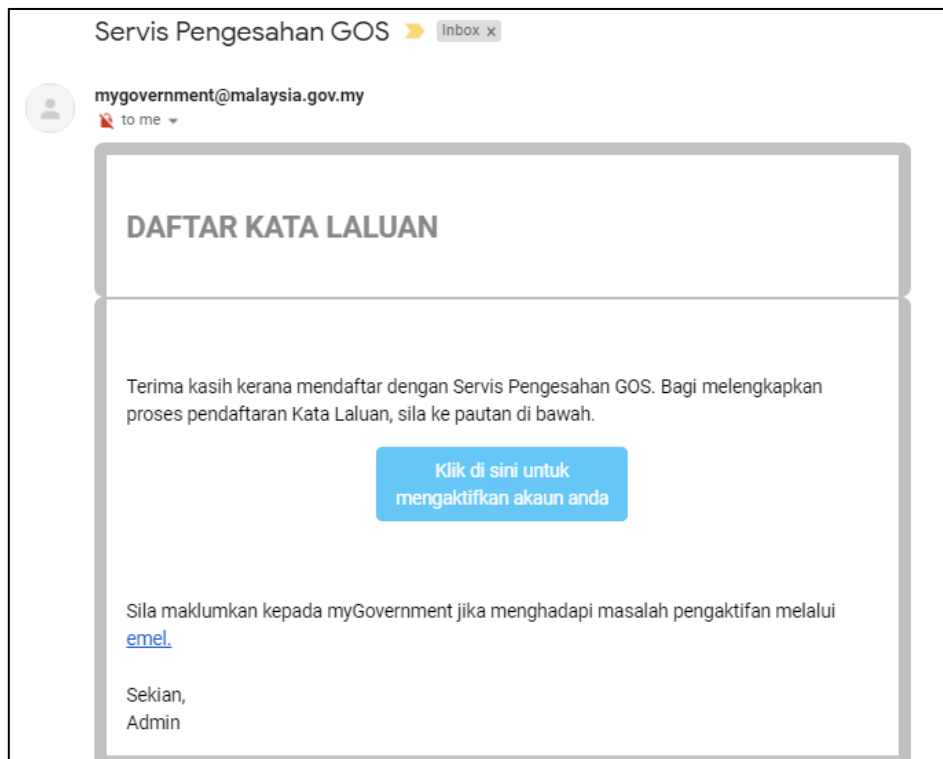 Servis Pengesahan GOS Inbox x
mygovernment@malaysia.gov.my
to me
DAFTAR KATA LALUAN
Terima kasih kerana mendaftar dengan Servis Pengesahan GOS. Bagi melengkapkan
proses pendaftaran Kata Laluan, sila ke pautan di bawah.
Klik di sini untuk
mengaktifkan akaun anda
Sila maklumkan kepada myGovernment jika menghadapi masalah pengaktifan melalui
emel.
Sekian,
Admin